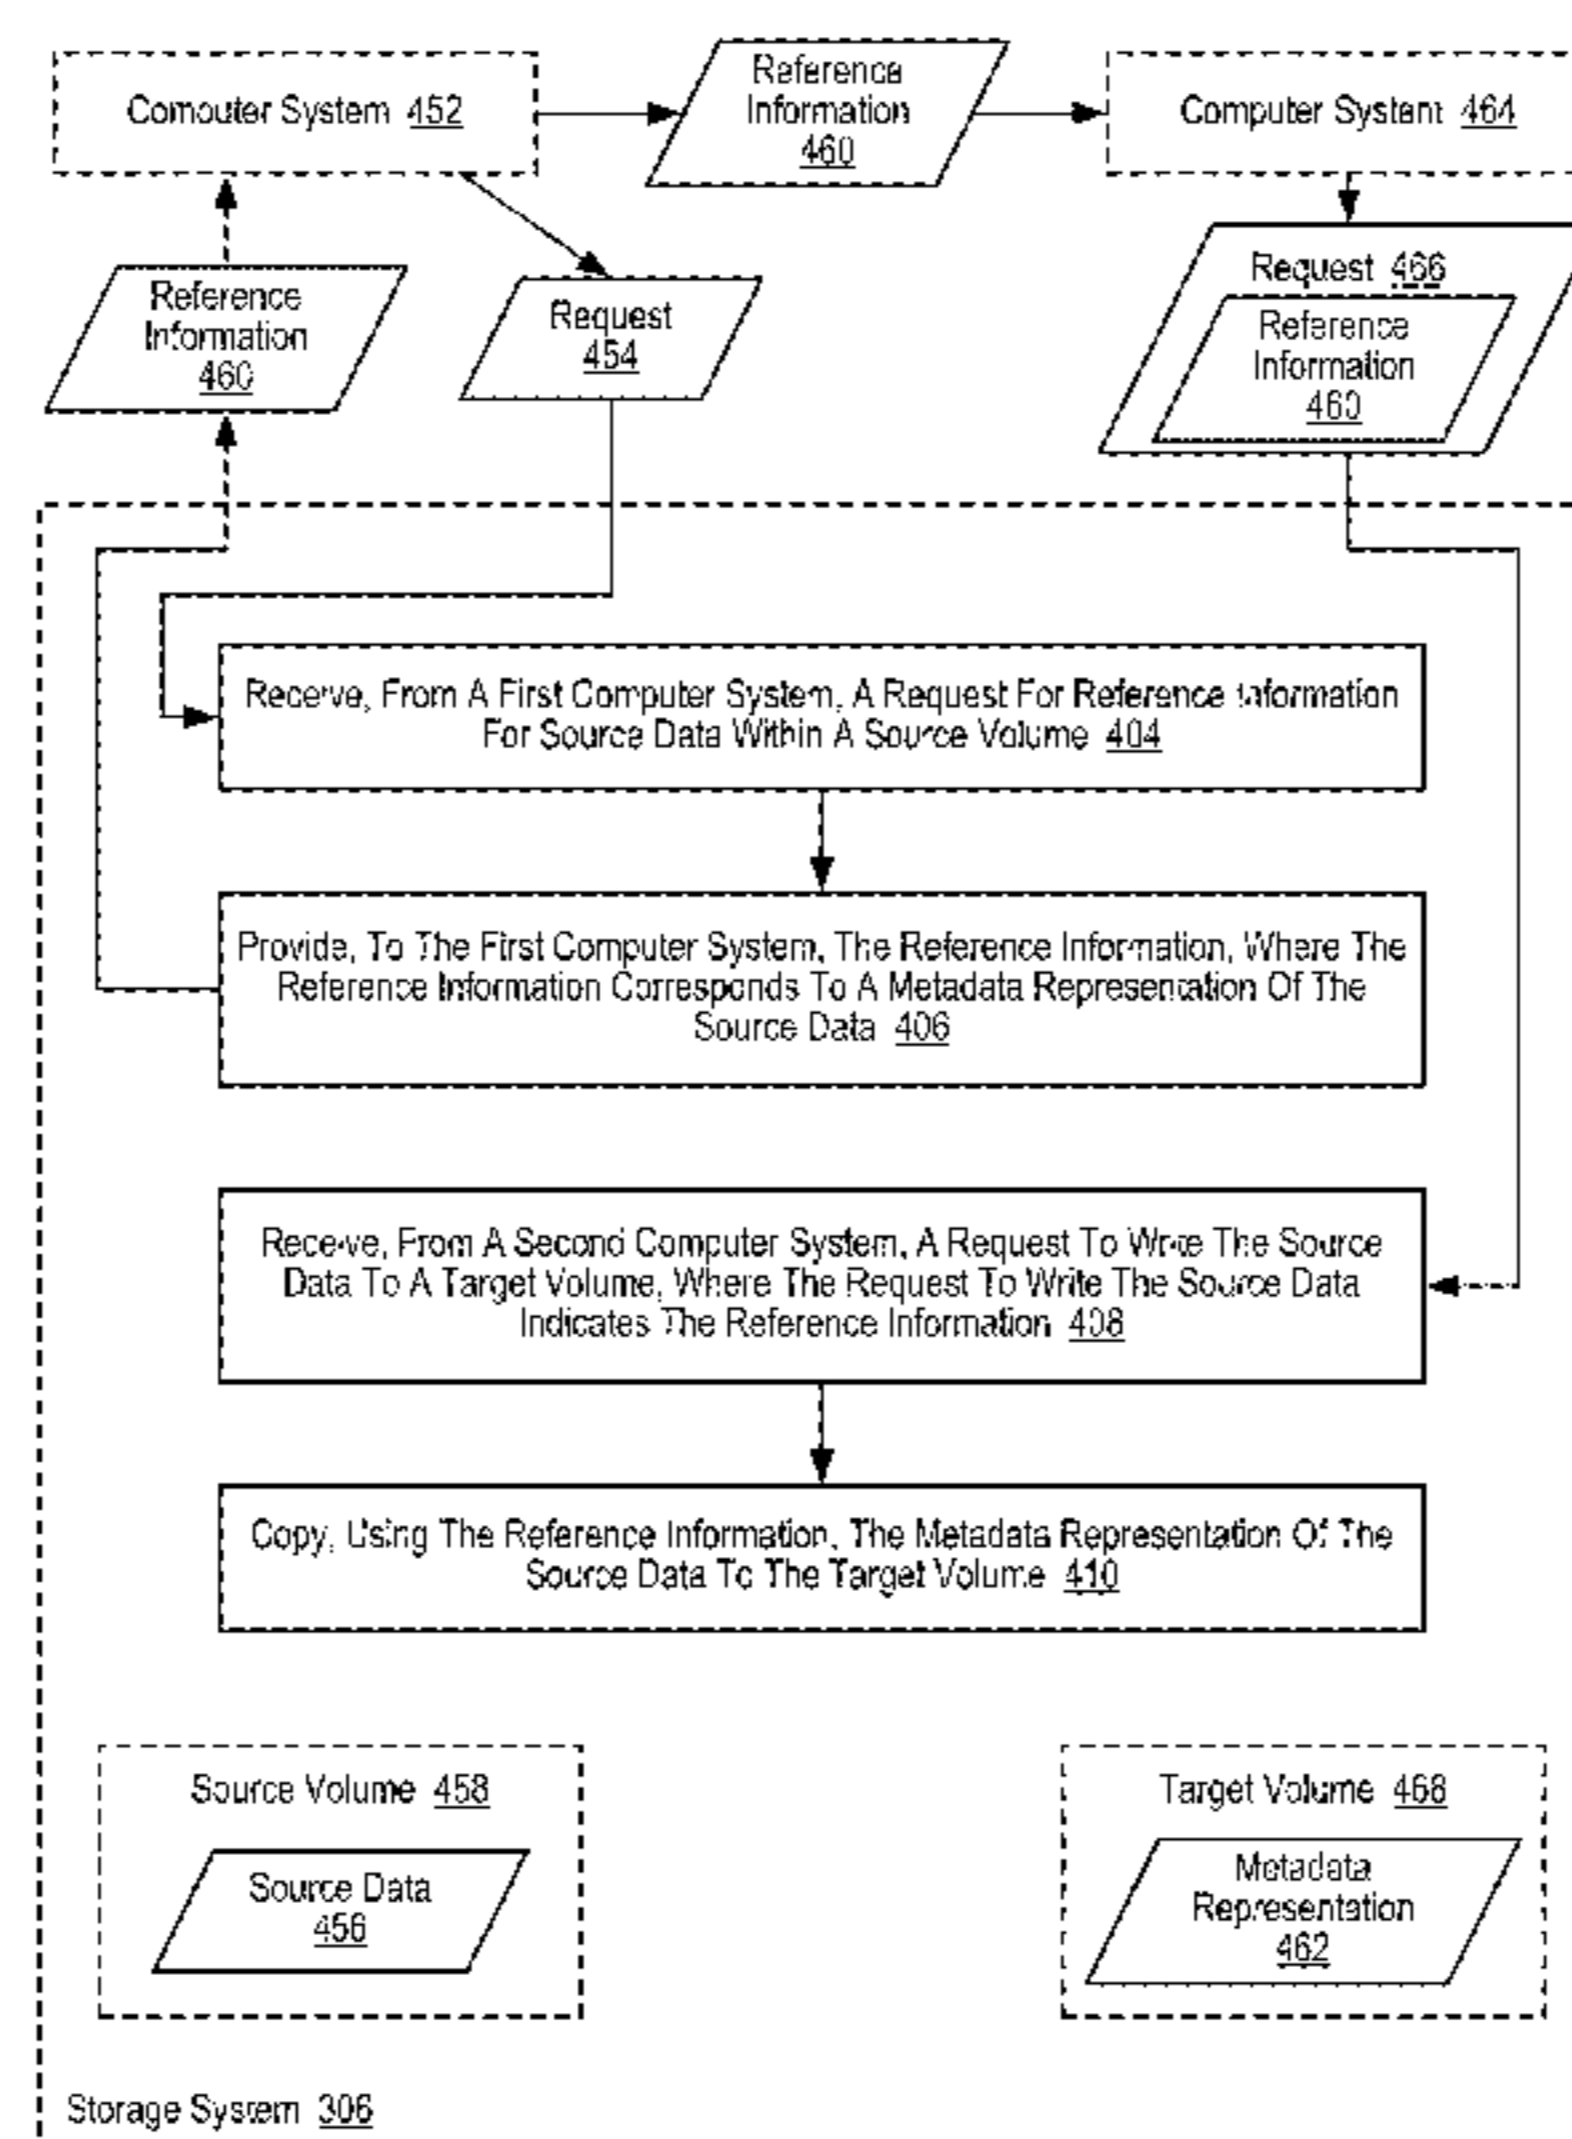 Comouter System 452
Reference
Information
460
Computer System 464
Reference
Information
460
Request
454
Request 466
Reference
Information
460
Receive, From A First Computer System, A Request For Reference Information
For Source Data Within A Source Volume 404
Provide, To The First Computer System, The Reference Information, Where The
Reference Information Corresponds To A Metadata Representation Of The
Source Data 406
Receive, From A Second Computer System, A Request To Write The Source
Data To A Target Volume, Where The Request To Write The Source Data
Indicates The Reference Information 408
Copy, Using The Reference Information, The Metadata Representation Of The
Source Data To The Target Volume 410
Source Volume 458
Source Data
456
Target Volume 468
Metadata
Representation
462
Storage System 306